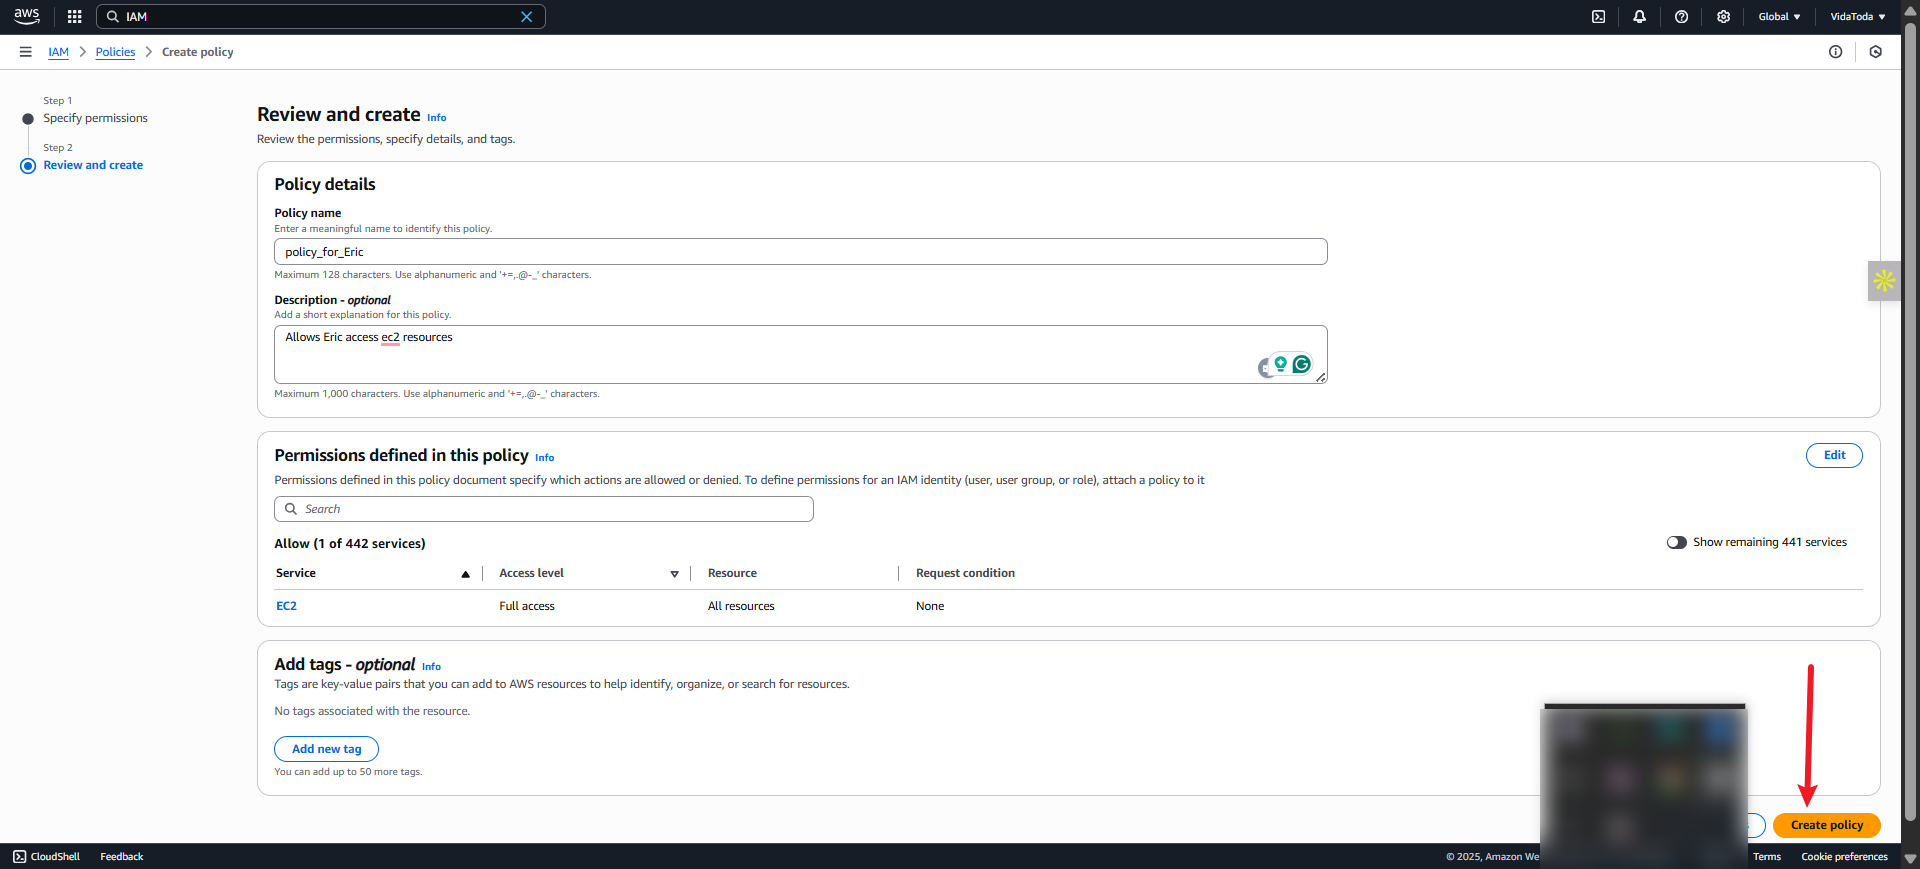 aws
IAM
Global
VidaToda
IAM
Policies
Create policy
Step 1
Specify permissions
Step 2
Review and create
Review and create Info
Review the permissions, specify details, and tags.
Policy details
Policy name
Enter a meaningful name to identify this policy.
policy_for_Eric
Maximum 128 characters. Use alphanumeric and '+=,.@-_' characters.
Description - optional
Add a short explanation for this policy.
Allows Eric access ec2 resources
Maximum 1,000 characters. Use alphanumeric and '+=,.@-_' characters.
Permissions defined in this policy Info
Edit
Permissions defined in this policy document specify which actions are allowed or denied. To define permissions for an IAM identity (user, user group, or role), attach a policy to it
Search
Allow (1 of 442 services)
Show remaining 441 services
Service Access level Resource Request condition
EC2 Full access All resources None
Add tags - optional Info
Tags are key-value pairs that you can add to AWS resources to help identify, organize, or search for resources.
No tags associated with the resource.
Add new tag
You can add up to 50 more tags.
Create policy
CloudShell Feedback
© 2025, Amazon We
Terms Cookie preferences